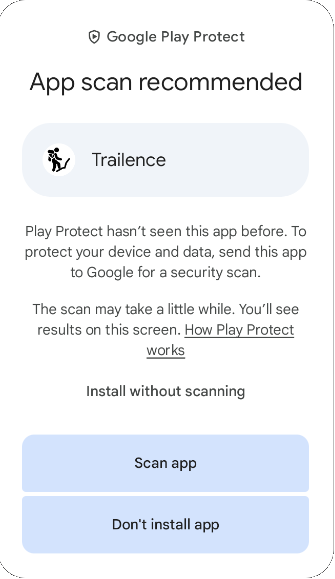 Google Play Protect
App scan recommended
Trailence
Play Protect hasn’t seen this app before. To
protect your device and data, send this app
to Google for a security scan.
The scan may take a little while. You’ll see
results on this screen. How Play Protect
works
Install without scanning
Scan app
Don't install app